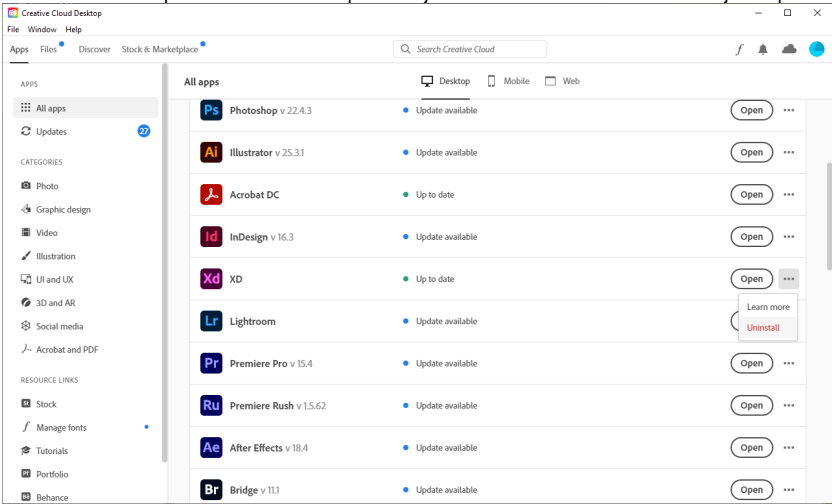 Creative Cloud Desktop
File Window Help
Apps Files Discover Stock & Marketplace
Search Creative Cloud
APPS
All apps
Updates 27
CATEGORIES
Photo
Graphic design
Video
Illustration
UI and UX
3D and AR
Social media
Acrobat and PDF
RESOURCE LINKS
St Stock
Manage fonts
Tutorials
Pf Portfolio
Bē Behance
All apps Desktop Mobile Web
Ps Photoshop v 22.4.3 Update available Open
Ai Illustrator v 25.3.1 Update available Open
Acrobat DC Up to date Open
Id InDesign v 16.3 Update available Open
Xd XD Up to date Open
Learn more
Uninstall
Lr Lightroom Update available
Pr Premiere Pro v 15.4 Update available Open
Ru Premiere Rush v 1.5.62 Update available Open
Ae After Effects v 18.4 Update available Open
Br Bridge v 11.1 Update available Open